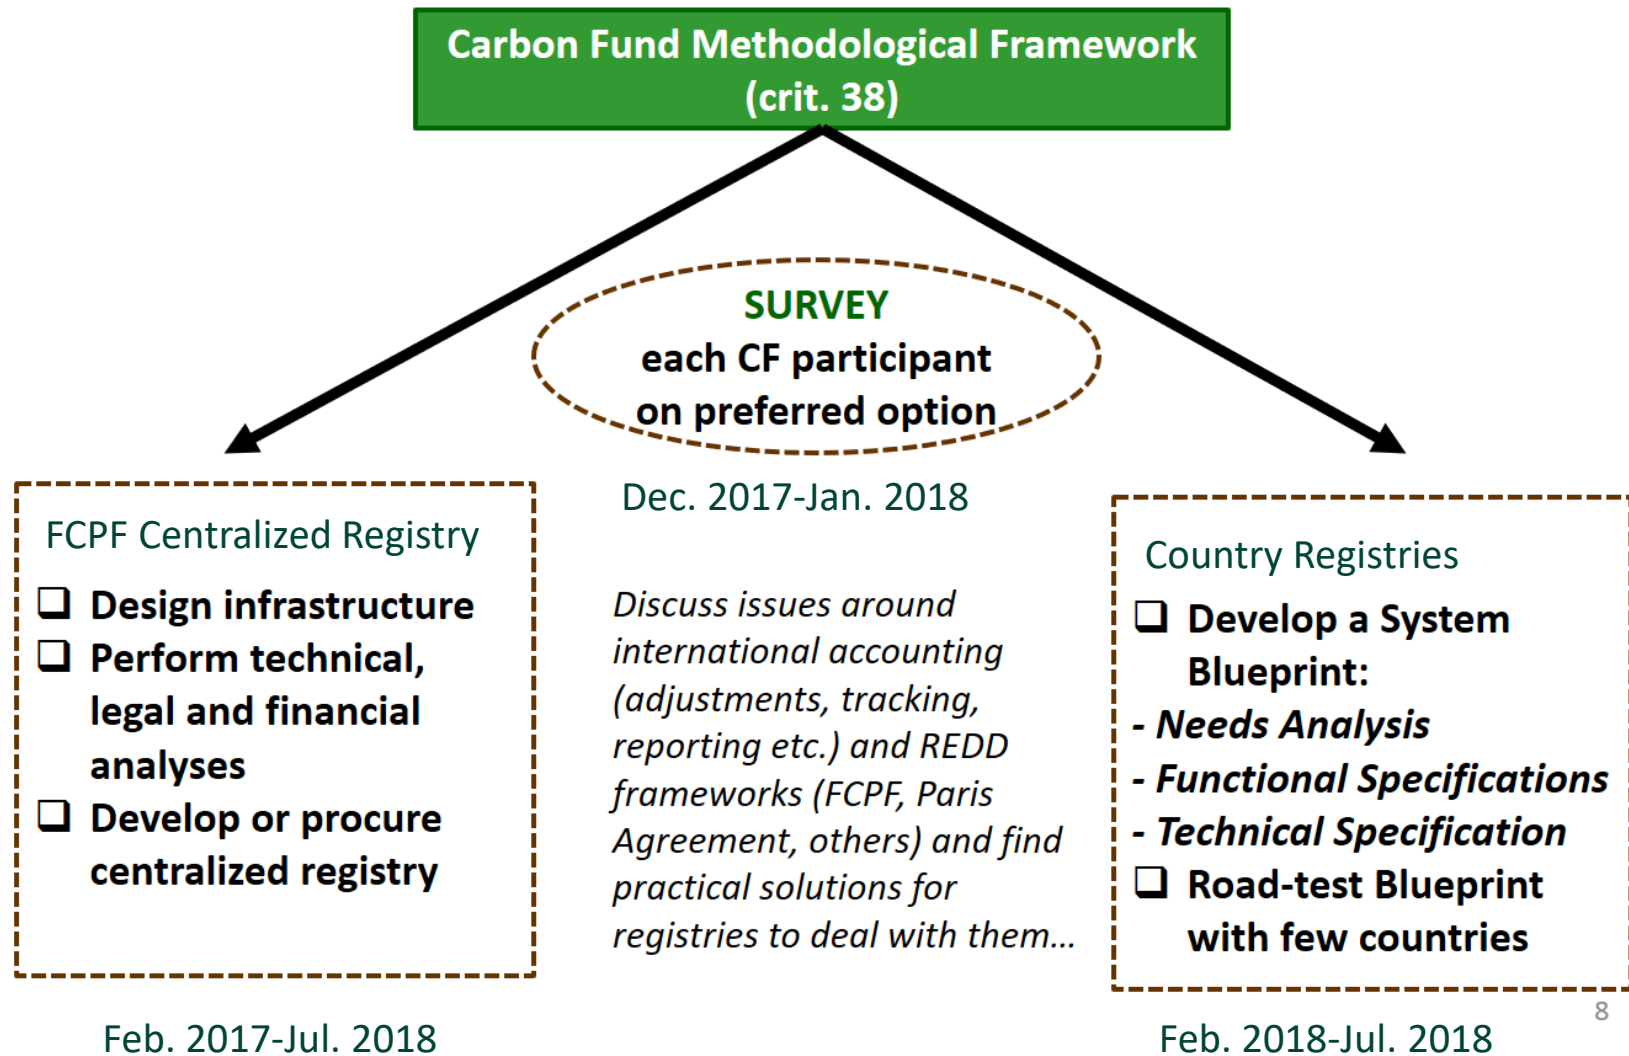 Carbon Fund Methodological Framework
(crit. 38)
SURVEY
each CF participant
on preferred option
Dec. 2017-Jan. 2018
FCPF Centralized Registry
❑ Design infrastructure
❑ Perform technical,
legal and financial
analyses
❑ Develop or procure
centralized registry
Feb. 2017-Jul. 2018
Discuss issues around
international accounting
(adjustments, tracking,
reporting etc.) and REDD
frameworks (FCPF, Paris
Agreement, others) and find
practical solutions for
registries to deal with them...
Country Registries
❑ Develop a System
Blueprint:
- Needs Analysis
- Functional Specifications
- Technical Specification
❑ Road-test Blueprint
with few countries
Feb. 2018-Jul. 2018
8